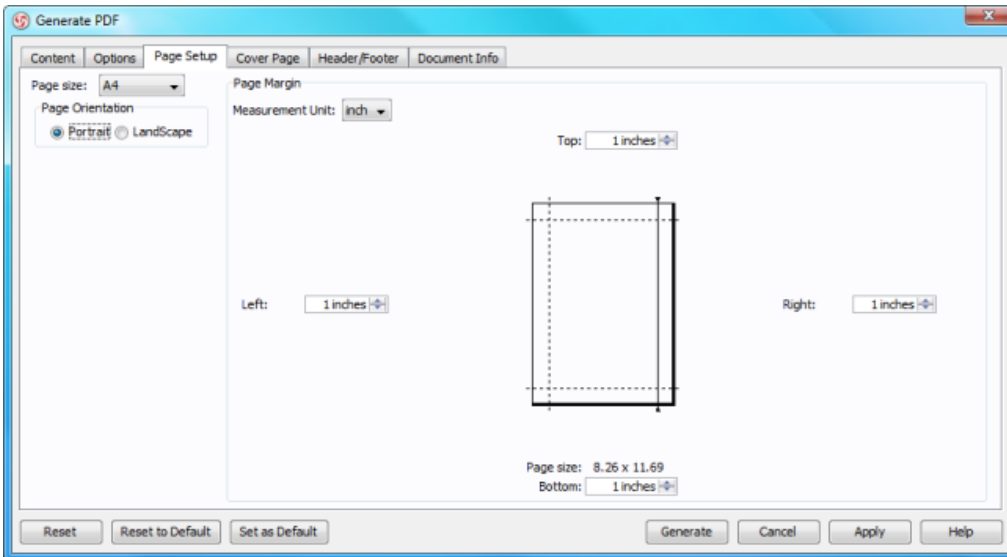 Generate PDF
Content Options Page Setup Cover Page Header/Footer Document Info
Page size: A4
Page Orientation
Portrait LandScape
Page Margin
Measurement Unit: inch
Top: 1 inches
Left: 1 inches
Right: 1 inches
Page size: 8.26 x 11.69
Bottom: 1 inches
Reset Reset to Default Set as Default Generate Cancel Apply Help